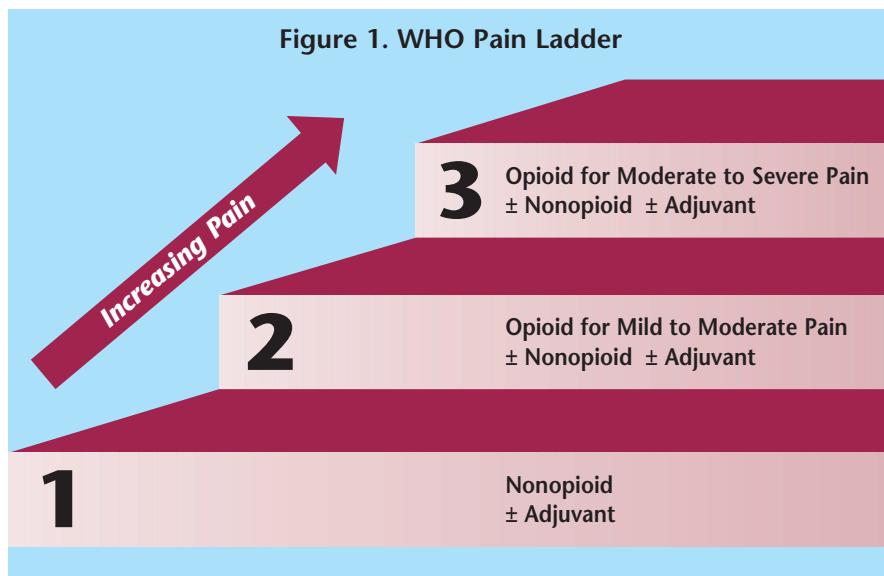 Figure 1. WHO Pain Ladder
Increasing Pain
3
Opioid for Moderate to Severe Pain
± Nonopioid ± Adjuvant
2
Opioid for Mild to Moderate Pain
± Nonopioid ± Adjuvant
1
Nonopioid
± Adjuvant